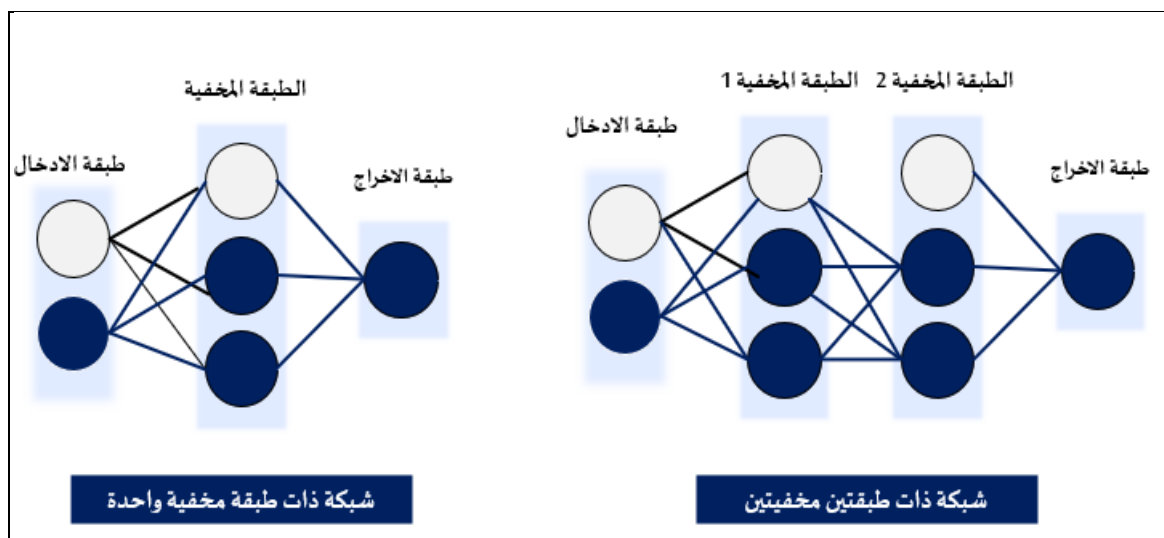 الطبقة المخفية 2
الطبقة المخفية 1
طبقة الادخال
طبقة الاخراج
شبكة ذات طبقتين مخفيتين
الطبقة المخفية
طبقة الادخال
طبقة الاخراج
شبكة ذات طبقة مخفية واحدة